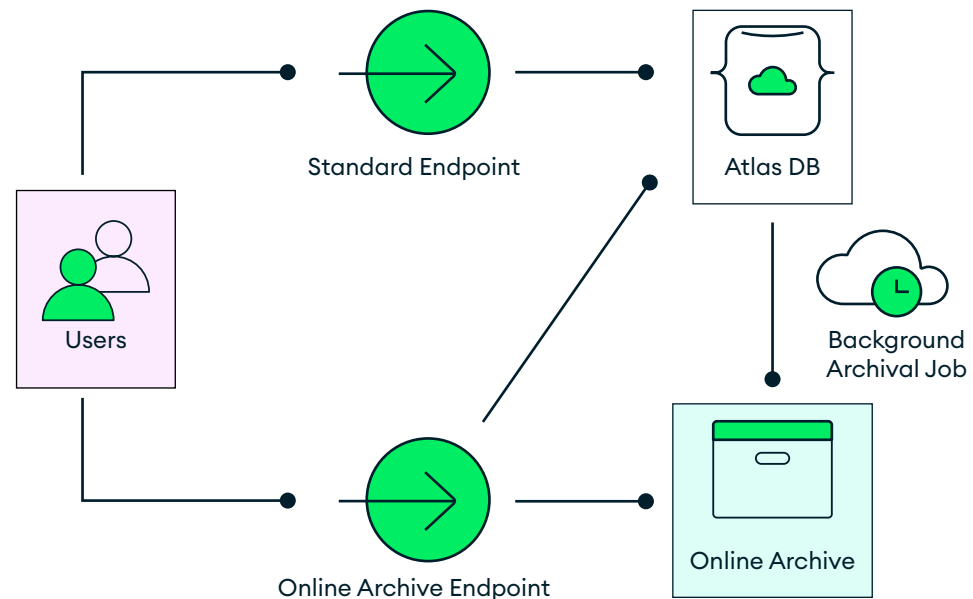 Standard Endpoint
Atlas DB
Users
Background
Archival Job
Online Archive
Online Archive Endpoint